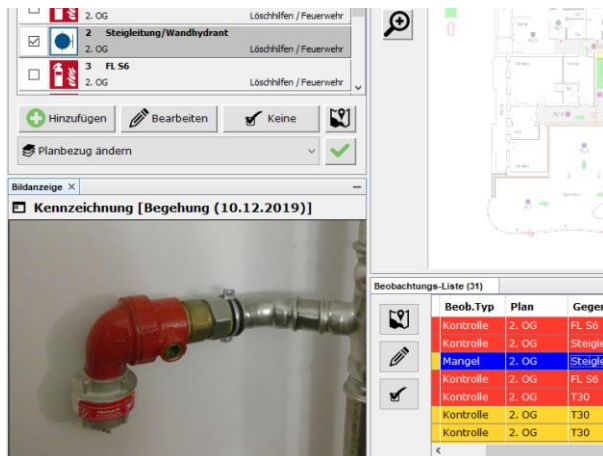 2. OG Löschhilfen / Feuerwehr
2 Steigleitung/Wandhydrant
2. OG Löschhilfen / Feuerwehr
3 FL S6
2. OG Löschhilfen / Feuerwehr
Hinzufügen Bearbeiten Keine
Planbezug ändern
Bildanzeige ×
Kennzeichnung [Begehung (10.12.2019)]
Beobachtungs-Liste (31)
Beob.Typ Plan Gegen
Kontrolle 2. OG FL S6
Kontrolle 2. OG Steigle
Mangel 2. OG Steigle
Kontrolle 2. OG FL S6
Kontrolle 2. OG T30
Kontrolle 2. OG T30
Kontrolle 2. OG T30